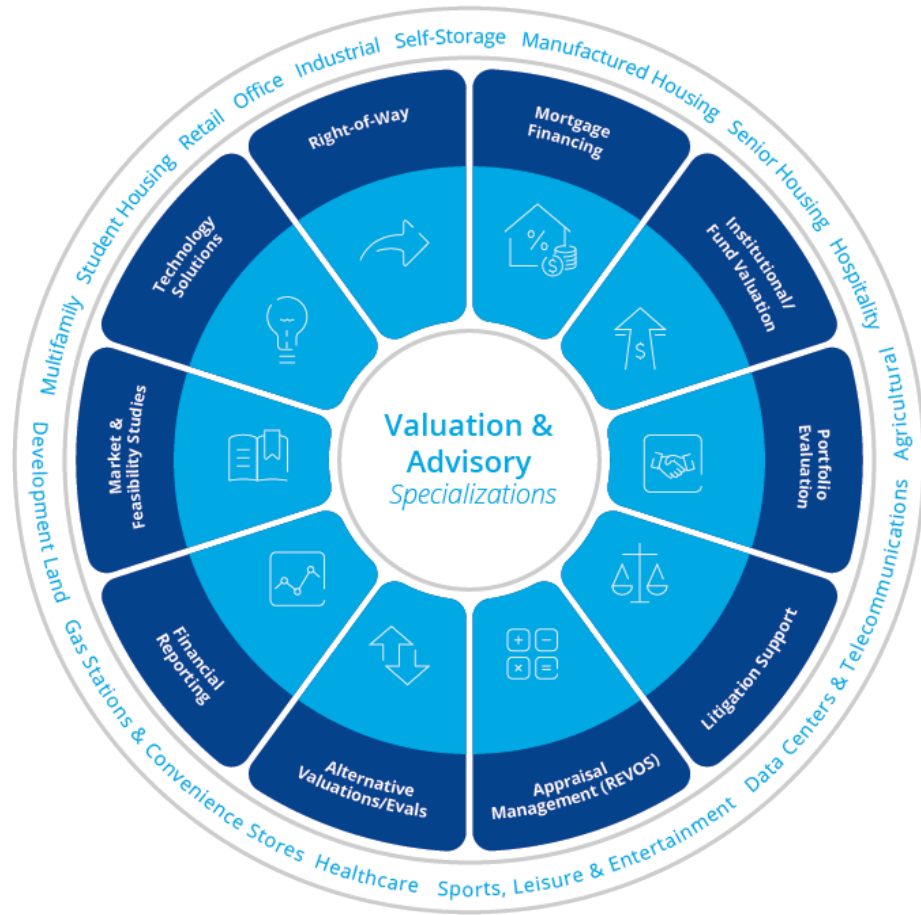 Valuation &
Advisory
Specializations
Mortgage
Financing
Institutional/
Fund Valuation
Portfolio
Evaluation
Litigation Support
Appraisal
Management (REVOS)
Alternative
Valuations/Evals
Financial
Reporting
Market &
Feasibility Studies
Technology
Solutions
Right-of-Way
%
$
$
+ −
× =
Self-Storage
Manufactured Housing
Senior Housing
Hospitality
Agricultural
Data Centers & Telecommunications
Sports, Leisure & Entertainment
Healthcare
Gas Stations & Convenience Stores
Development Land
Multifamily
Student Housing
Retail
Office
Industrial